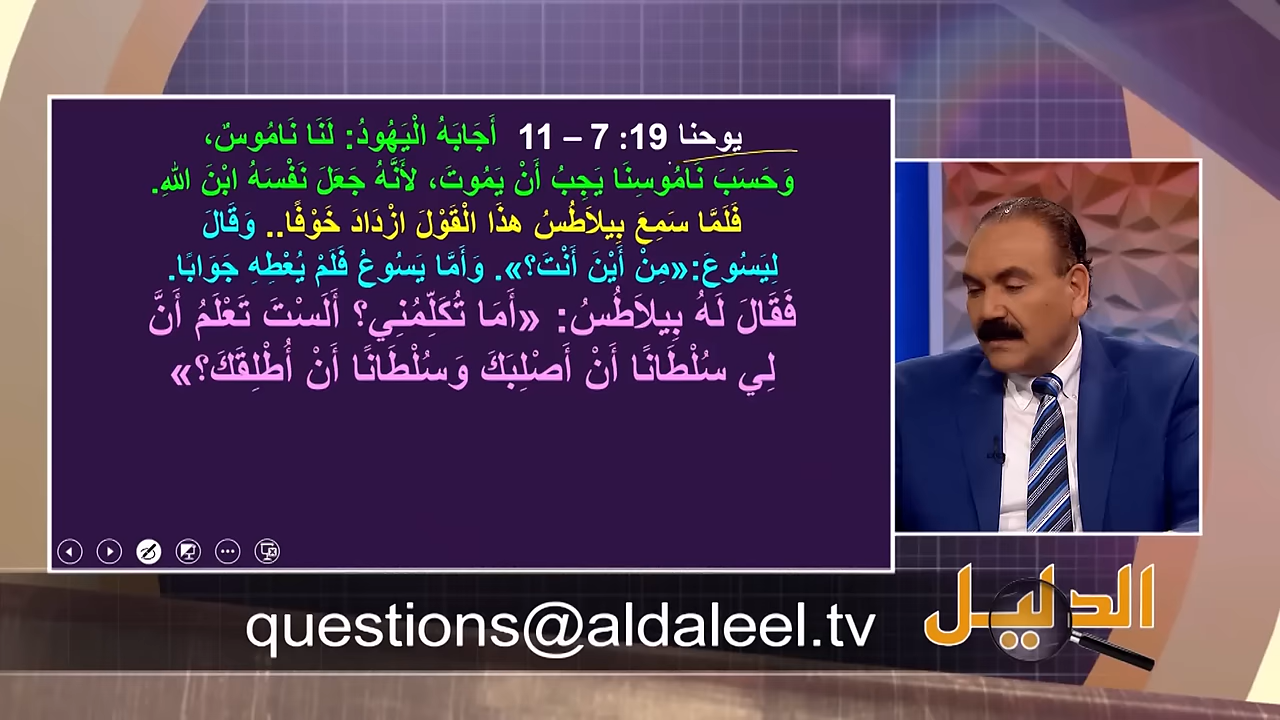 يوحنا 19: 7 – 11 أَجَابَهُ الْيَهُودُ: لَنَا نَامُوسٌ،
وَحَسَبَ نَامُوسِنَا يَجِبُ أَنْ يَمُوتَ، لأَنَّهُ جَعَلَ نَفْسَهُ ابْنَ اللهِ.
فَلَمَّا سَمِعَ بِيلاَطُسُ هذَا الْقَوْلَ ازْدَادَ خَوْفًا.. وَقَالَ
لِيَسُوعَ:«مِنْ أَيْنَ أَنْتَ؟». وَأَمَّا يَسُوعُ فَلَمْ يُعْطِهِ جَوَابًا.
فَقَالَ لَهُ بِيلاطُسُ: «أَمَا تُكَلِّمُنِي؟ أَلَسْتَ تَعْلَمُ أَنَّ
لِي سُلْطَانًا أَنْ أَصْلِبَكَ وَسُلْطَانًا أَنْ أُطْلِقَكَ؟»
الدليل
questions@aldaleel.tv